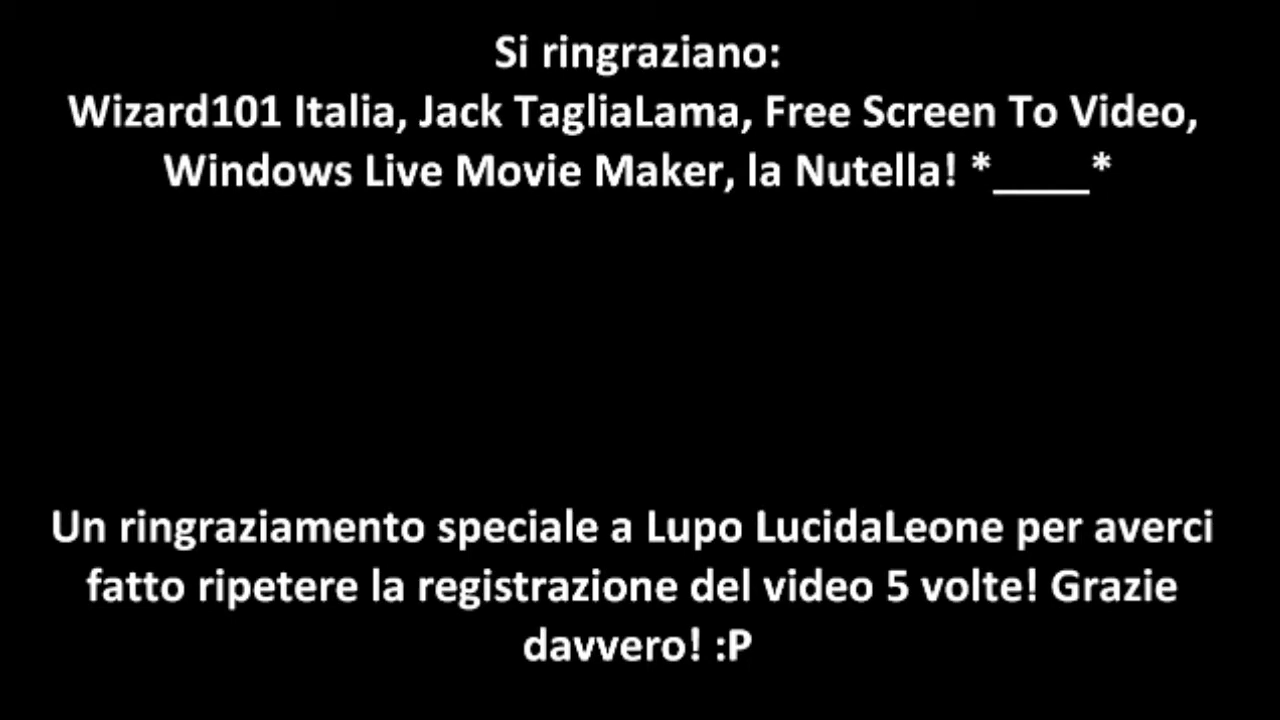 Si ringraziano:
Wizard101 Italia, Jack TagliaLama, Free Screen To Video,
Windows Live Movie Maker, la Nutella! *____*
Un ringraziamento speciale a Lupo LucidaLeone per averci
fatto ripetere la registrazione del video 5 volte! Grazie
davvero! :P